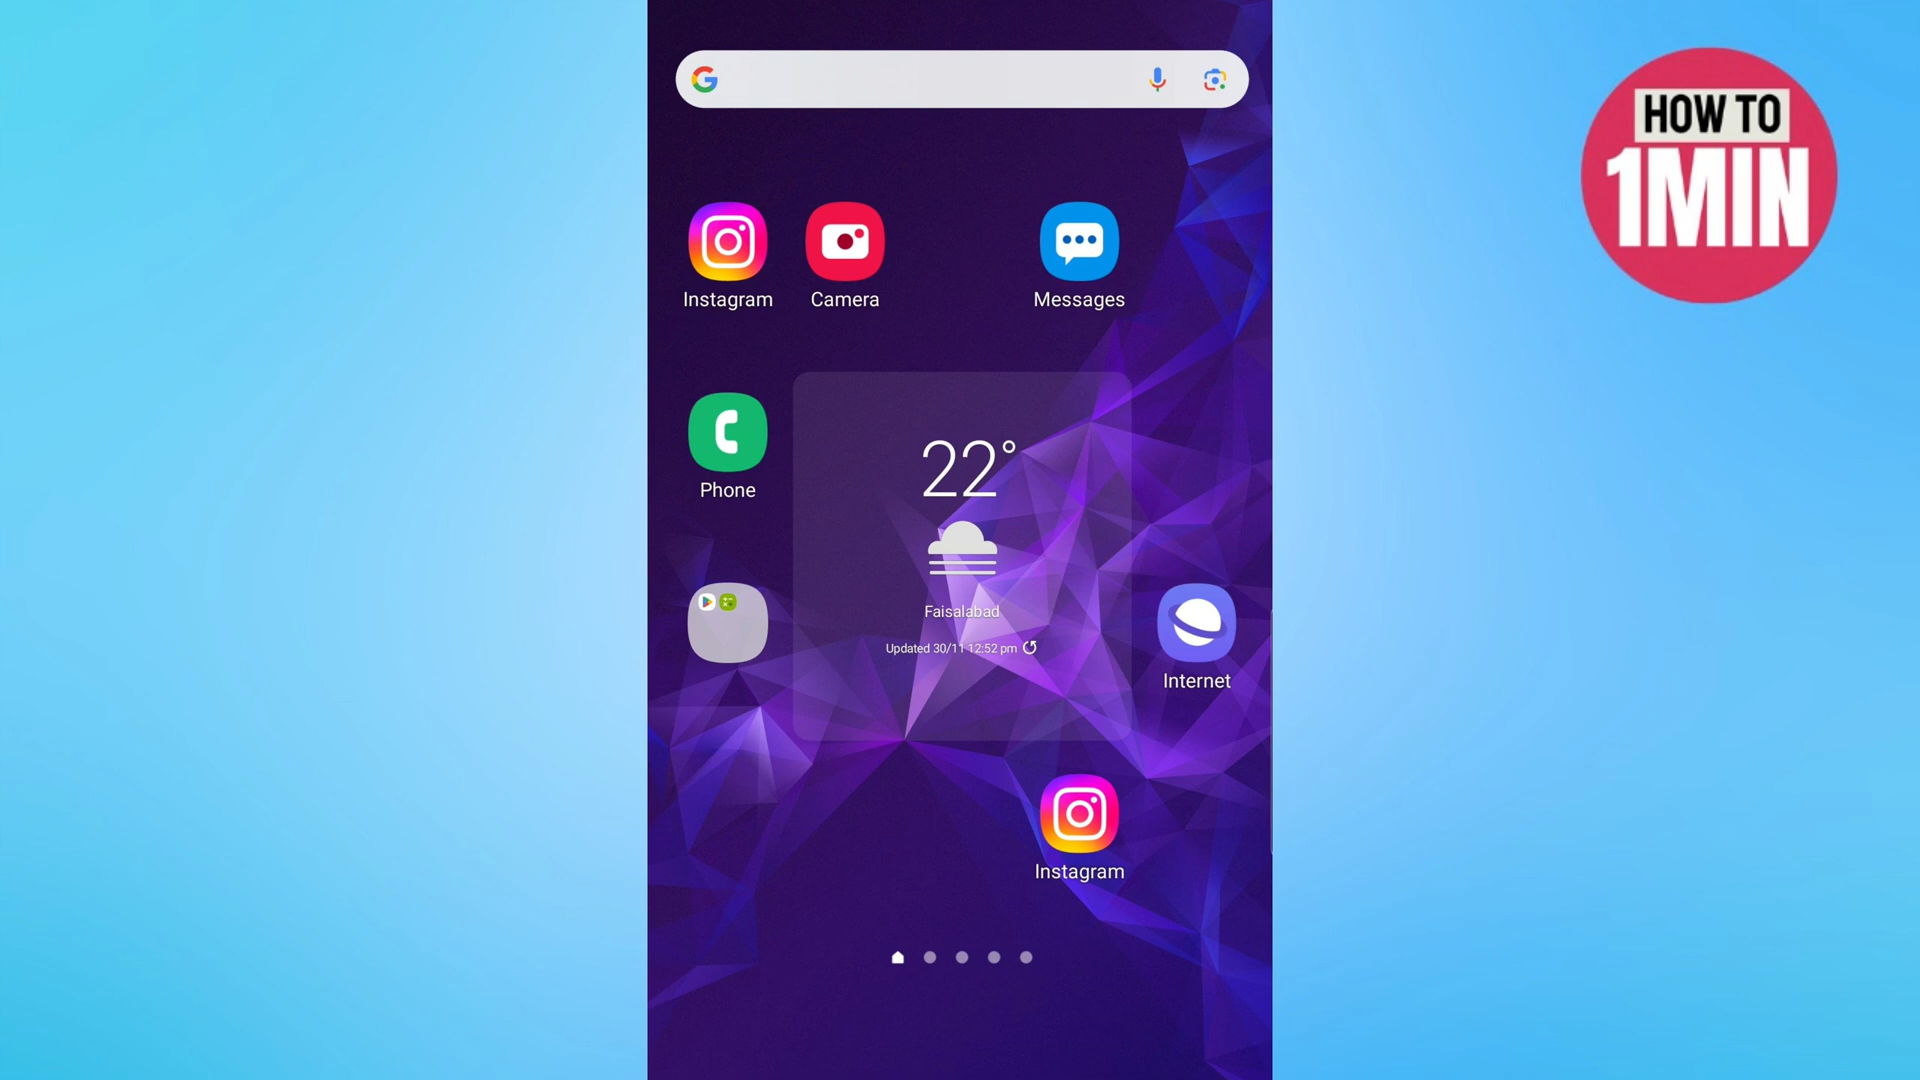 HOW TO
1MIN
Instagram
Camera
Messages
Phone
22°
Faisalabad
Updated 30/11 12:52 pm
Internet
Instagram